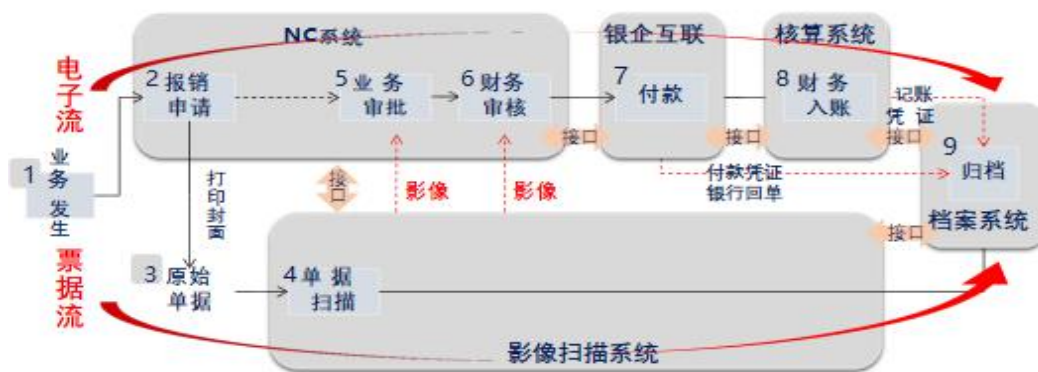 NC系统
银企互联
核算系统
电子流
2 报销
申请
5 业务
审批
6 财务
审核
7
付款
8 财务
入账
记账
凭证
接口
接口
接口
1 业务
发生
打印封面
接口
影像
影像
付款凭证
银行回单
9
归档
档案系统
接口
票据流
3 原始
单据
4 单据
扫描
影像扫描系统